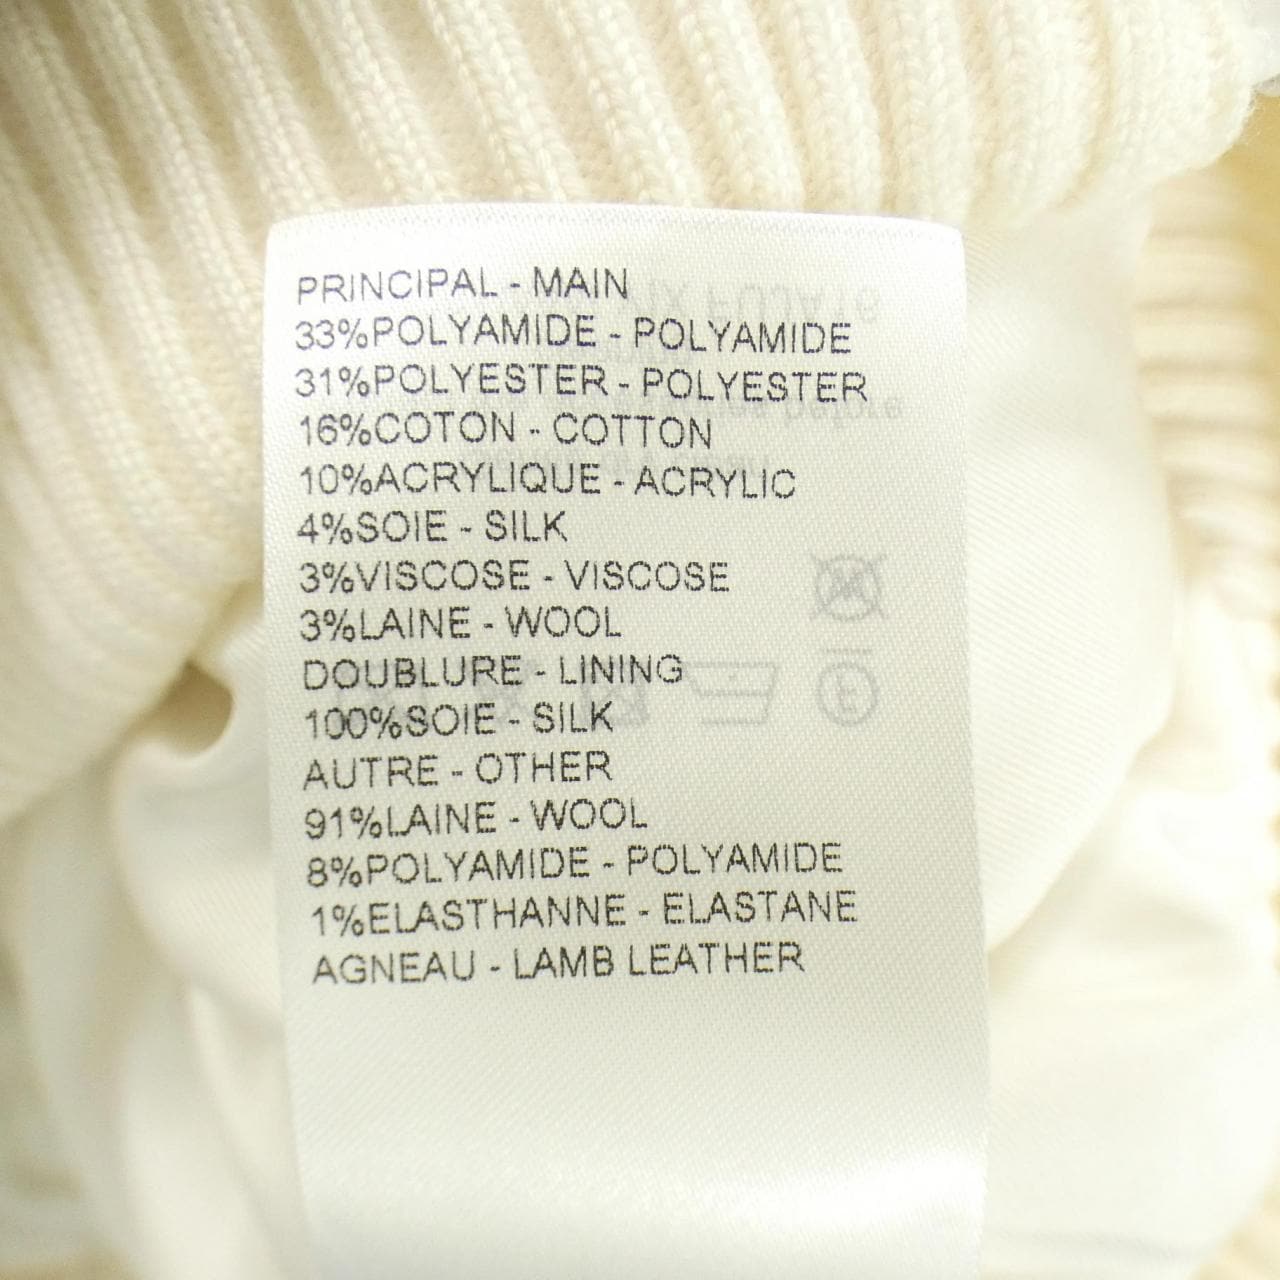 PRINCIPAL - MAIN
33%POLYAMIDE - POLYAMIDE
31%POLYESTER - POLYESTER
16%COTON - COTTON
10%ACRYLIQUE - ACRYLIC
4%SOIE - SILK
3%VISCOSE - VISCOSE
3%LAINE - WOOL
DOUBLURE - LINING
100%SOIE - SILK
AUTRE - OTHER
91%LAINE - WOOL
8%POLYAMIDE - POLYAMIDE
1%ELASTHANNE - ELASTANE
AGNEAU - LAMB LEATHER